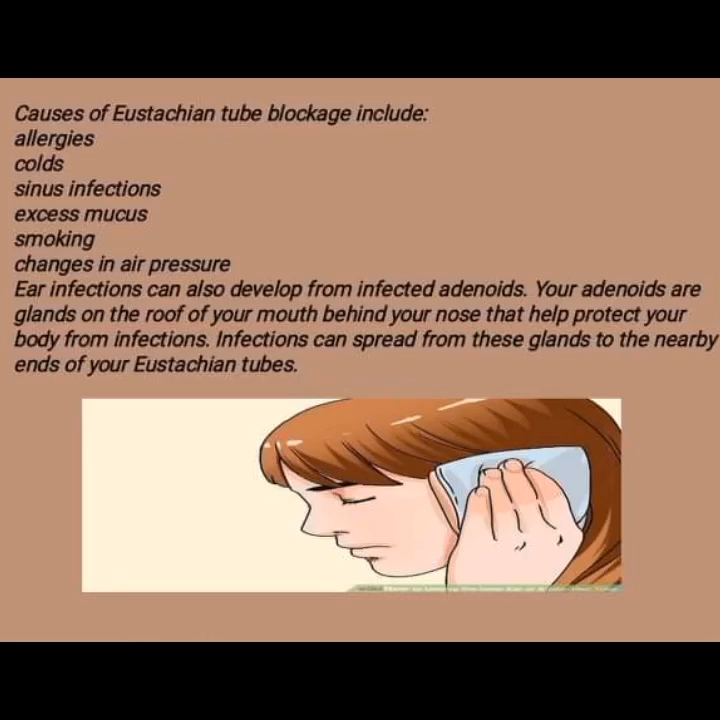 Causes of Eustachian tube blockage include:
allergies
colds
sinus infections
excess mucus
smoking
changes in air pressure
Ear infections can also develop from infected adenoids. Your adenoids are
glands on the roof of your mouth behind your nose that help protect your
body from infections. Infections can spread from these glands to the nearby
ends of your Eustachian tubes.